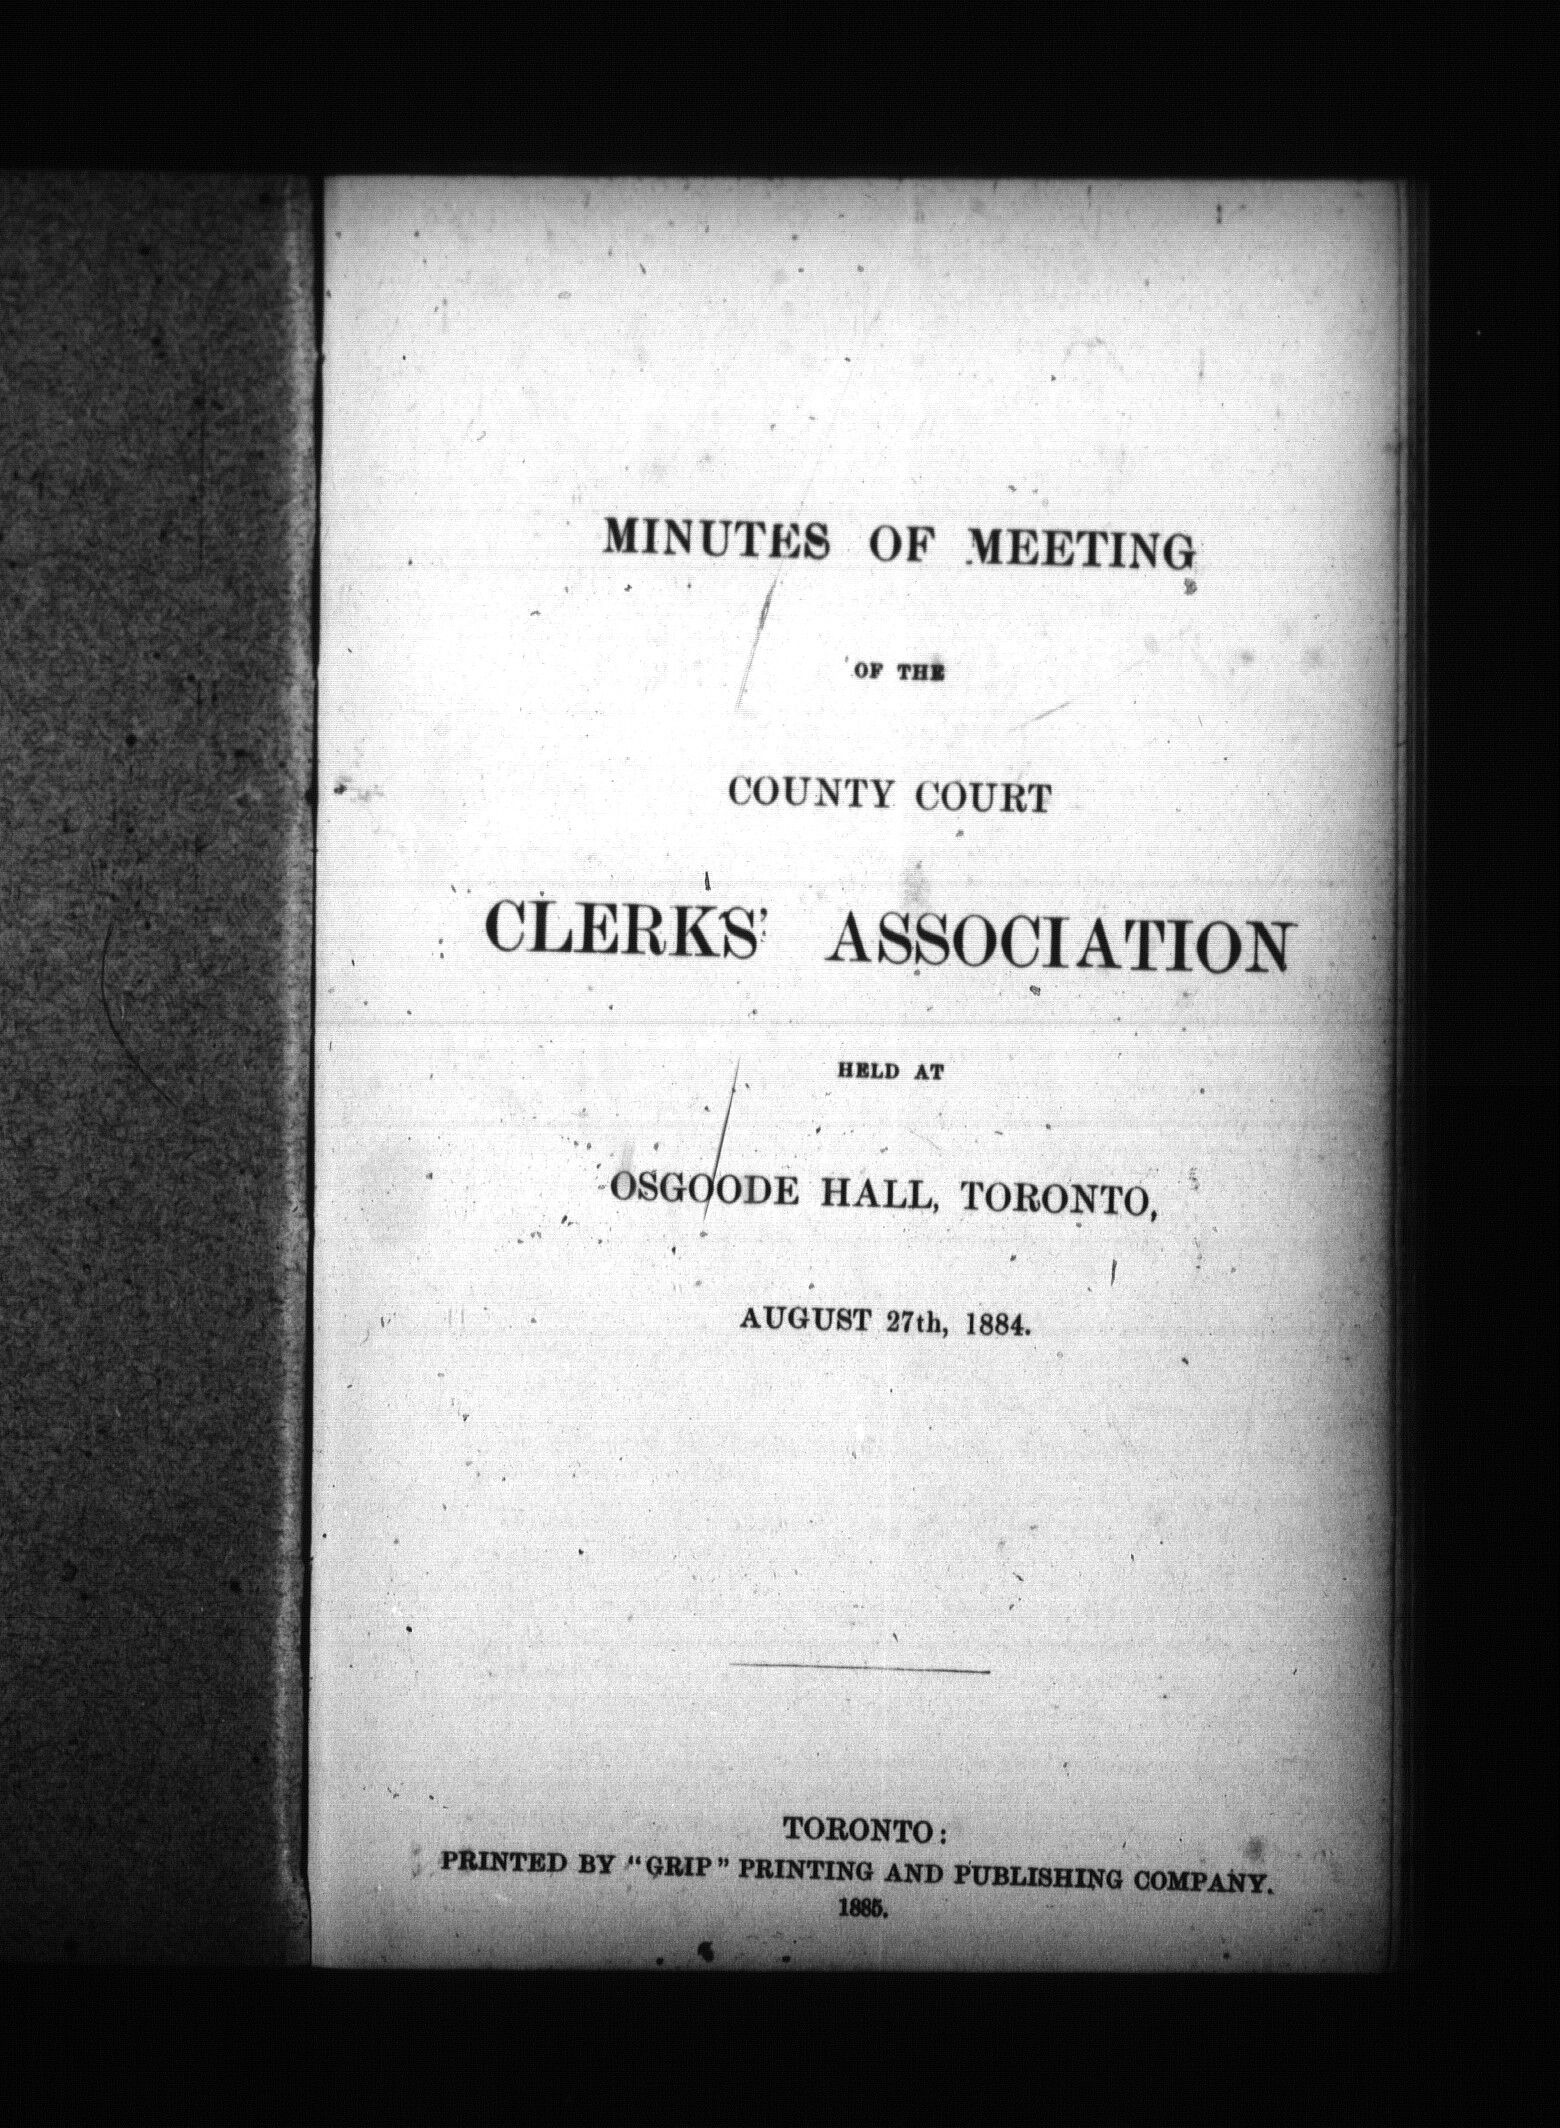 MINUTES OF MEETING
OF THE
COUNTY COURT
CLERKS' ASSOCIATION
HELD AT
OSGOODE HALL, TORONTO,
AUGUST 27th, 1884.
TORONTO:
PRINTED BY "GRIP" PRINTING AND PUBLISHING COMPANY.
1885.